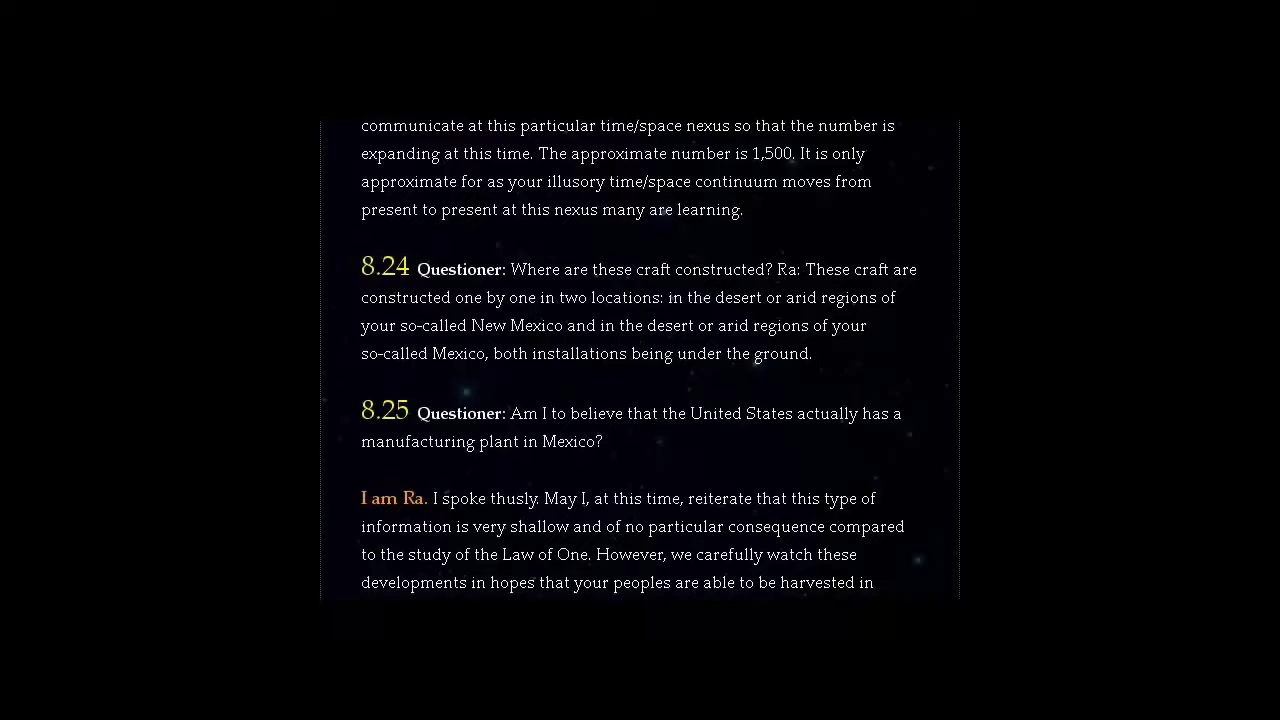 communicate at this particular time/space nexus so that the number is
expanding at this time. The approximate number is 1,500. It is only
approximate for as your illusory time/space continuum moves from
present to present at this nexus many are learning.
8.24 Questioner: Where are these craft constructed? Ra: These craft are
constructed one by one in two locations: in the desert or arid regions of
your so-called New Mexico and in the desert or arid regions of your
so-called Mexico, both installations being under the ground.
8.25 Questioner: Am I to believe that the United States actually has a
manufacturing plant in Mexico?
I am Ra. I spoke thusly. May I, at this time, reiterate that this type of
information is very shallow and of no particular consequence compared
to the study of the Law of One. However, we carefully watch these
developments in hopes that your peoples are able to be harvested in